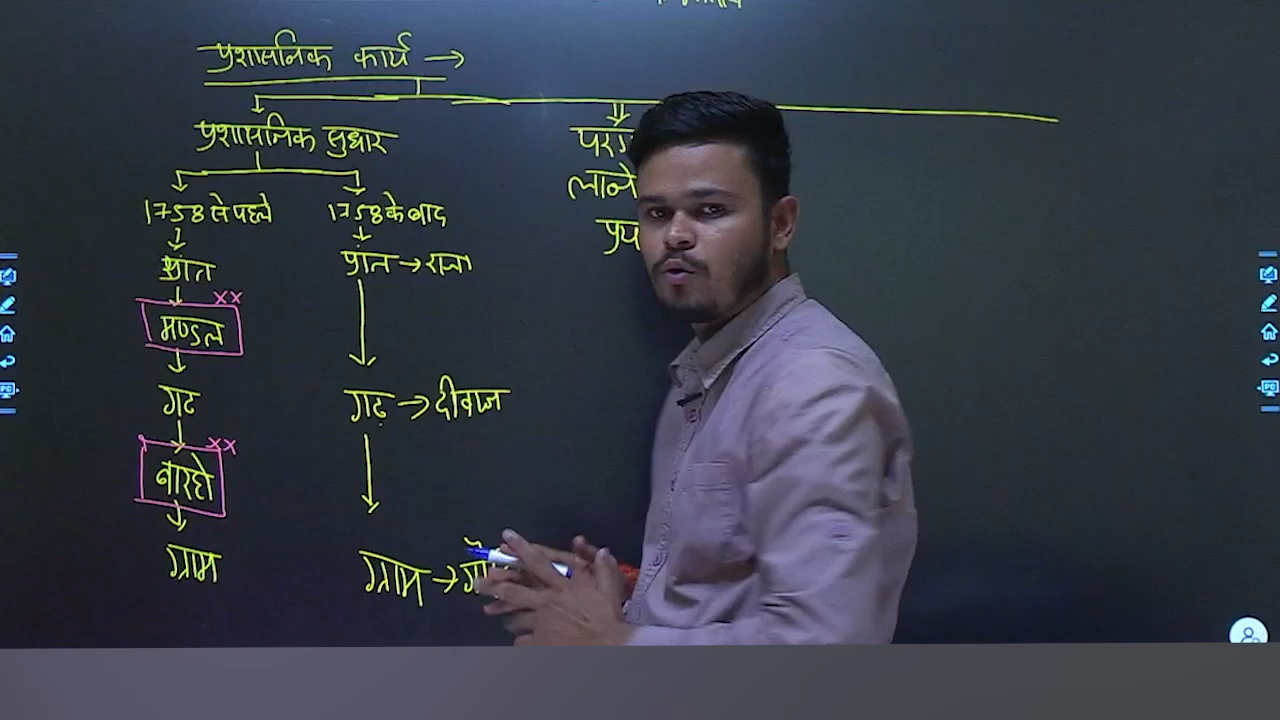 प्रशासनिक कार्य →
प्रशासनिक सुधार
1758 से पहले
प्रांत
मण्डल
गढ
बारहो
ग्राम
1758 के बाद
प्रांत → राजा
गढ़ → दीवान
ग्राम →
लाने